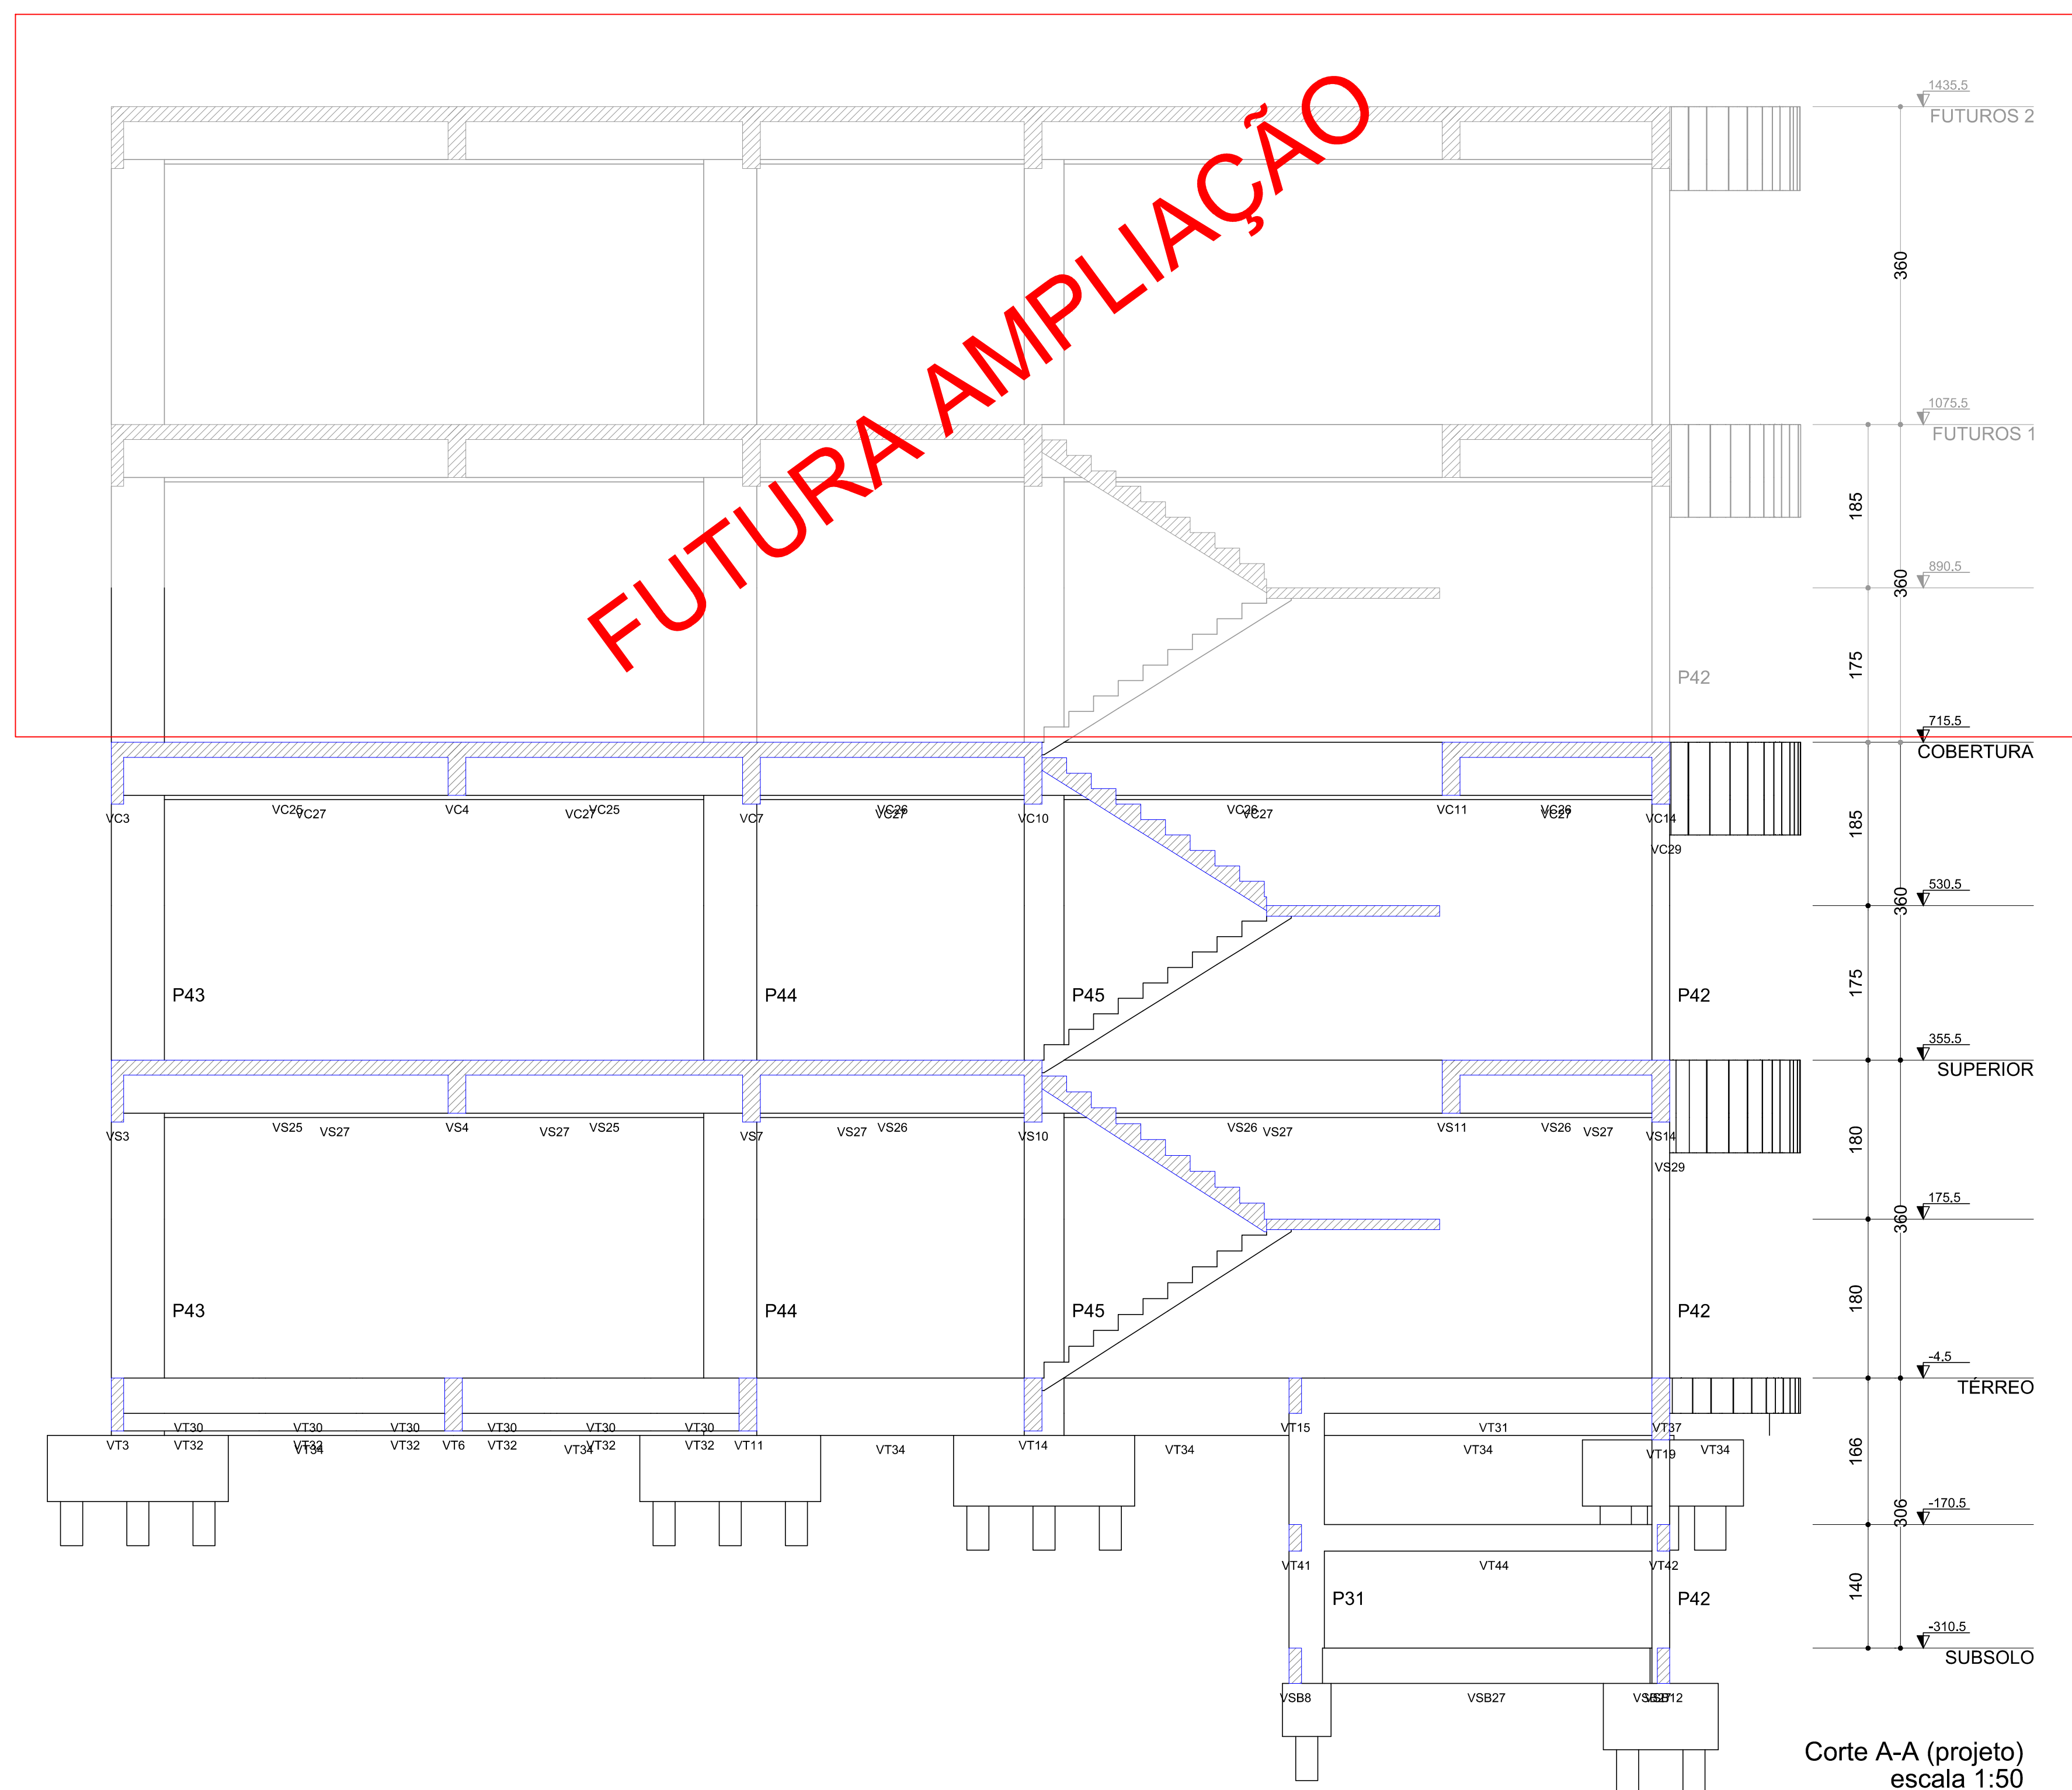 1435.5
FUTUROS 2
FUTURA AMPLIAÇÃO
360
1075.5
FUTUROS 1
185
890.5
360
175
P42
715.5
COBERTURA
VC3 VC25 VC27 VC4 VC27 VC25 VC7 VC26 VC27 VC10 VC26 VC27 VC11 VC26 VC27 VC14
VC29
185
530.5
360
175
P43 P44 P45 P42
355.5
SUPERIOR
VS3 VS25 VS27 VS4 VS27 VS25 VS7 VS27 VS26 VS10 VS26 VS27 VS11 VS26 VS27 VS14
VS29
180
175.5
360
180
P43 P44 P45 P42
-4.5
TÉRREO
VT30 VT30 VT30 VT30 VT30 VT30 VT15 VT31 VT37
VT3 VT32 VT32 VT32 VT6 VT32 VT32 VT32 VT11 VT14
VT34 VT34 VT34 VT34 VT34 VT19 VT34
166
-170.5
306
VT41 VT44 VT42
140
P31 P42
-310.5
SUBSOLO
VSB8 VSB27 VSB27 VSB12
Corte A-A (projeto)
escala 1:50